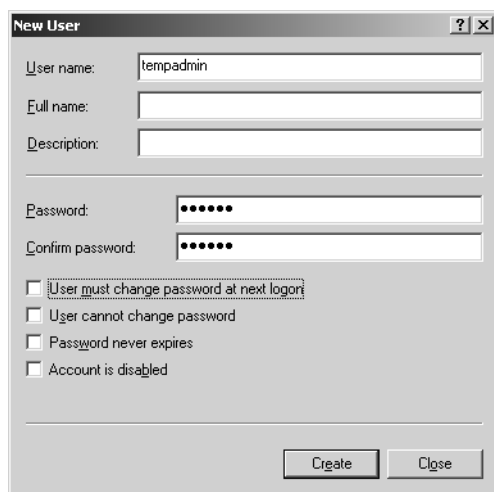 New User
User name: tempadmin
Full name:
Description:
Password: ●●●●●●
Confirm password: ●●●●●●
User must change password at next logon
User cannot change password
Password never expires
Account is disabled
Create Close